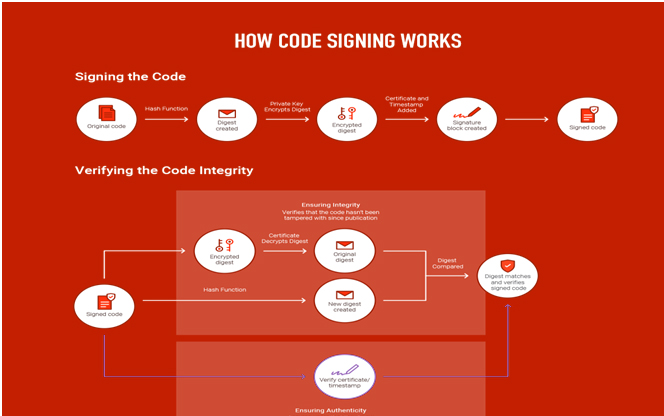 HOW CODE SIGNING WORKS
Signing the Code
Original code
Hash Function
Digest
created
Private Key
Encrypts Digest
Encrypted
digest
Certificate and
Timestamp
Added
Signature
block created
Signed code
Verifying the Code Integrity
Ensuring Integrity
Verifies that the code hasn't been
tampered with since publication
Encrypted
digest
Certificate
Decrypts Digest
Original
digest
Digest
Compared
Digest matches
and verifies
signed code
Signed code
Hash Function
New digest
created
Verify certificate/
timestamp
Ensuring Authenticity